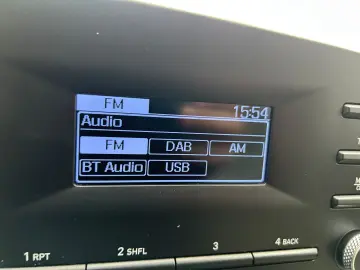 FM
15:54
Audio
FM DAB AM
BT Audio USB
1 RPT 2 SHFL 3 4 BACK